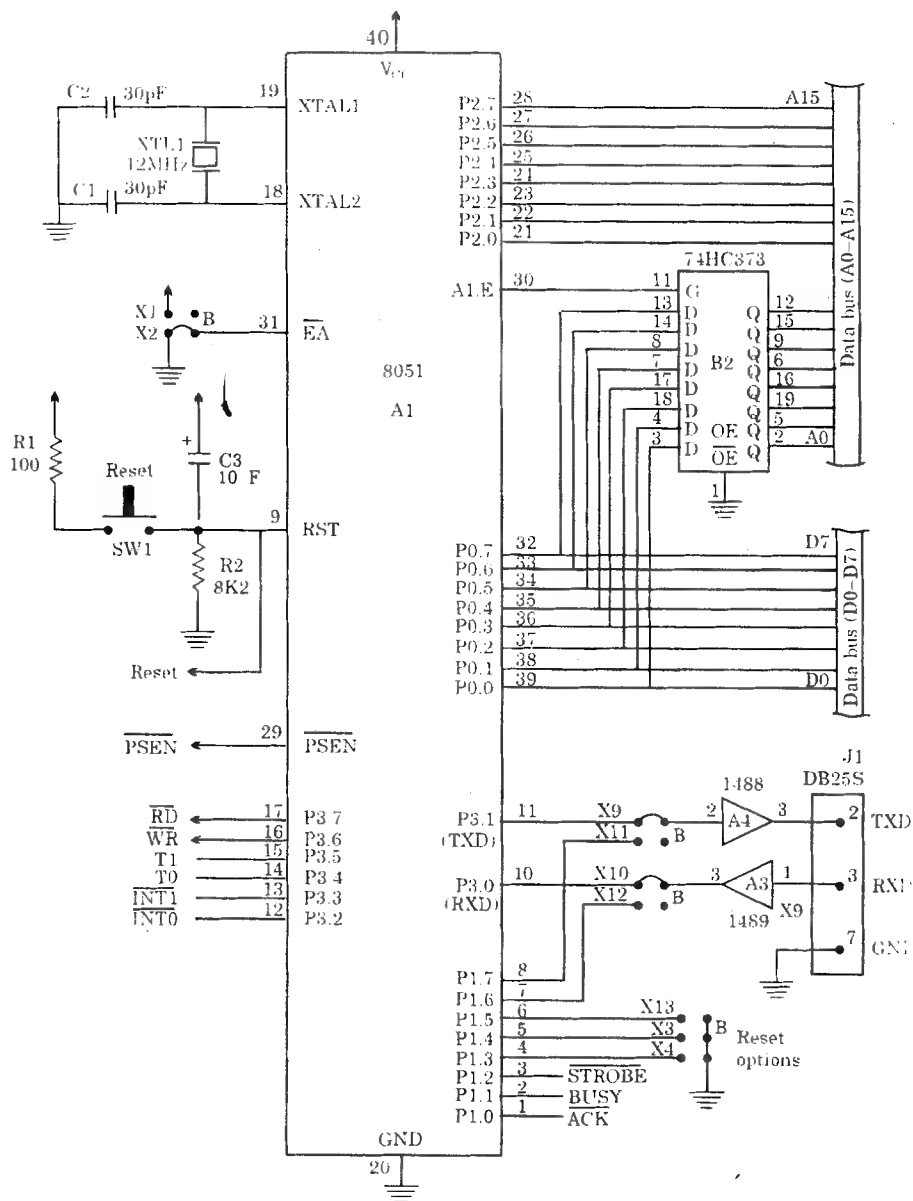 40
Vcc
C2 30pF 19 XTAL1
XTL1
12MHz
C1 30pF 18 XTAL2
X1
X2 B 31 EA
8051
A1
R1
100
Reset
SW1
+
C3
10 F
9 RST
R2
8K2
Reset
PSEN 29 PSEN
RD 17 P3.7
WR 16 P3.6
T1 15 P3.5
T0 14 P3.4
INT1 13 P3.3
INT0 12 P3.2
GND
20
P2.7 28 A15
P2.6 27
P2.5 26
P2.4 25
P2.3 24
P2.2 23
P2.1 22
P2.0 21
Data bus (A0–A15)
74HC373
ALE 30 11 G
13 D Q 12
14 D Q 15
8 D Q 9
7 D Q 6
17 D Q 16
18 D Q 19
4 D OE Q 5
3 D OE Q 2 A0
B2
1
P0.7 32 D7
P0.6 33
P0.5 34
P0.4 35
P0.3 36
P0.2 37
P0.1 38
P0.0 39 D0
Data bus (D0–D7)
J1
DB25S
P3.1 11 X9 2 1488 A4 3 2 TXD
(TXD) X11 B
P3.0 10 X10 3 A3 1 3
(RXD) X12 B 1489 X9
7
P1.7 8
P1.6 7
P1.5 6 X13
P1.4 5 X3 B Reset
P1.3 4 X4 options
P1.2 3 STROBE
P1.1 2 BUSY
P1.0 1 ACK